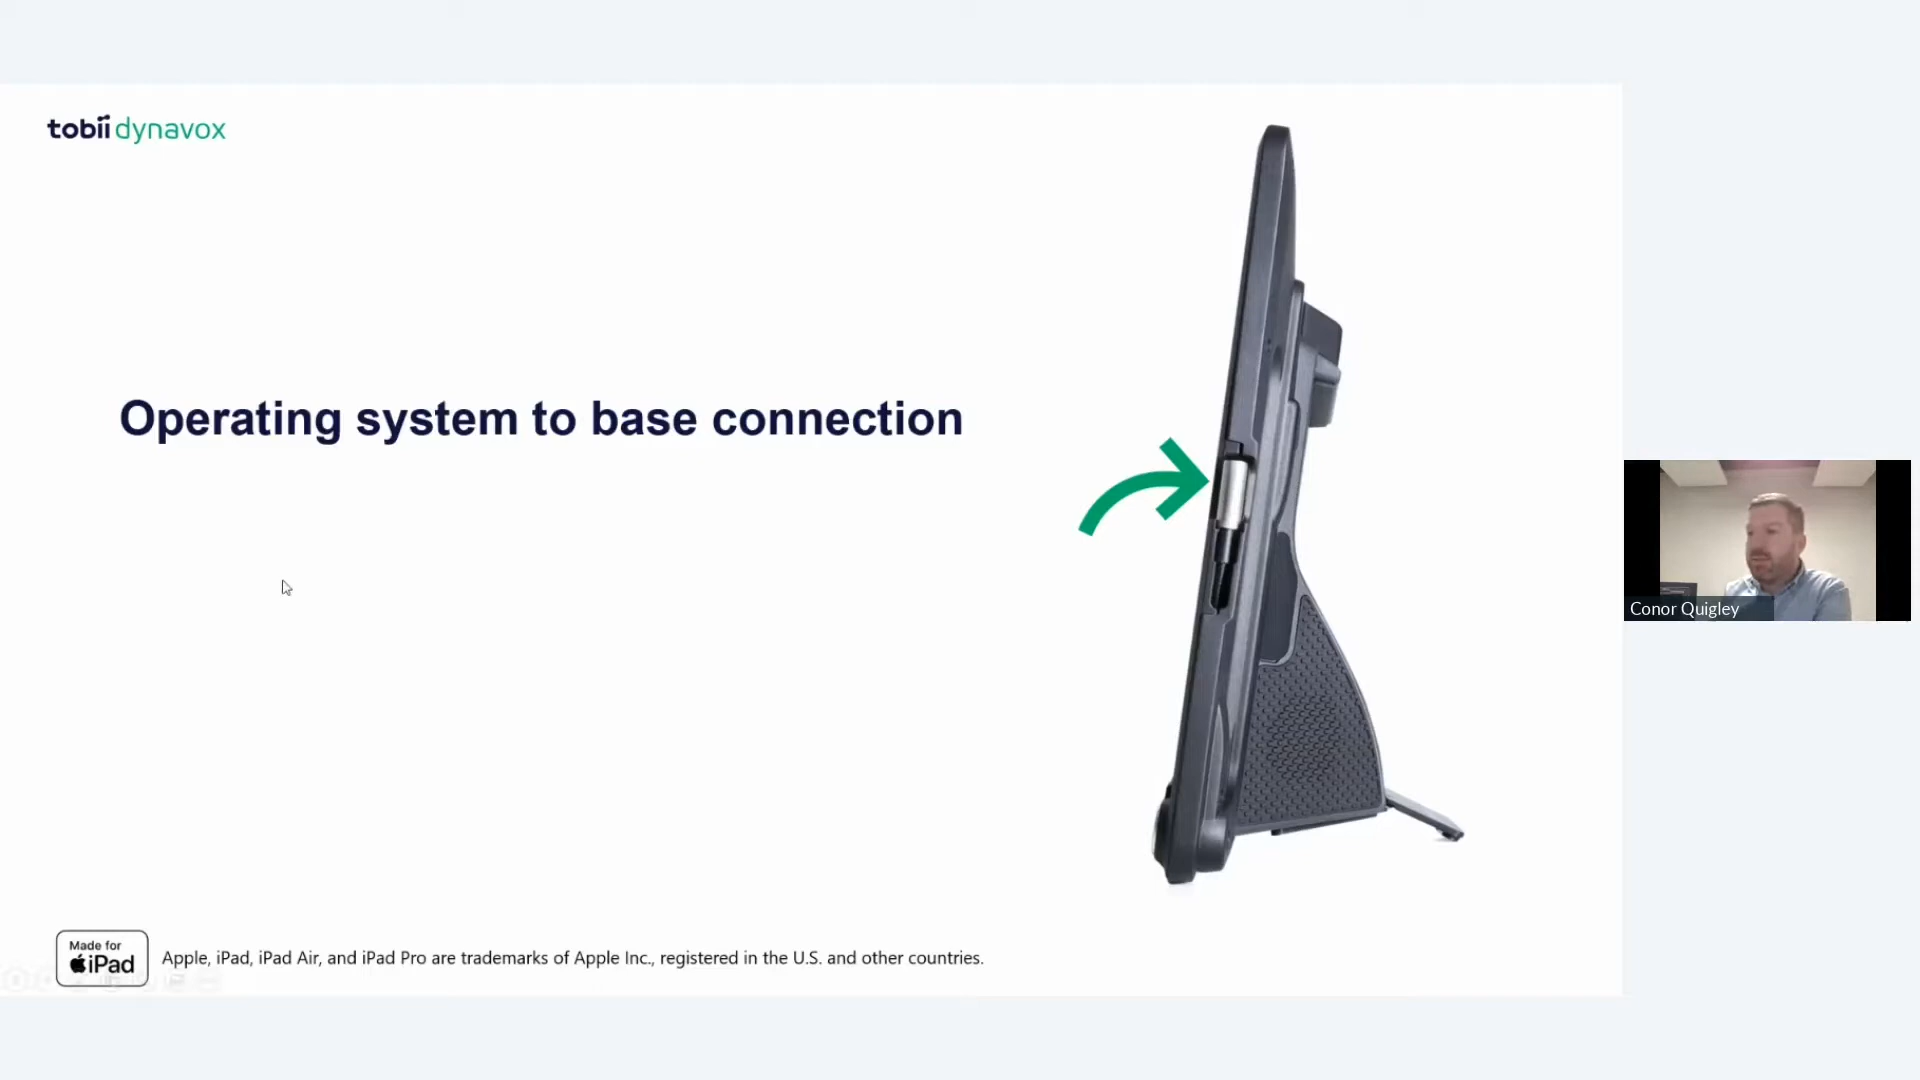 tobii dynavox
Operating system to base connection
Conor Quigley
Made for
iPad
Apple, iPad, iPad Air, and iPad Pro are trademarks of Apple Inc., registered in the U.S. and other countries.